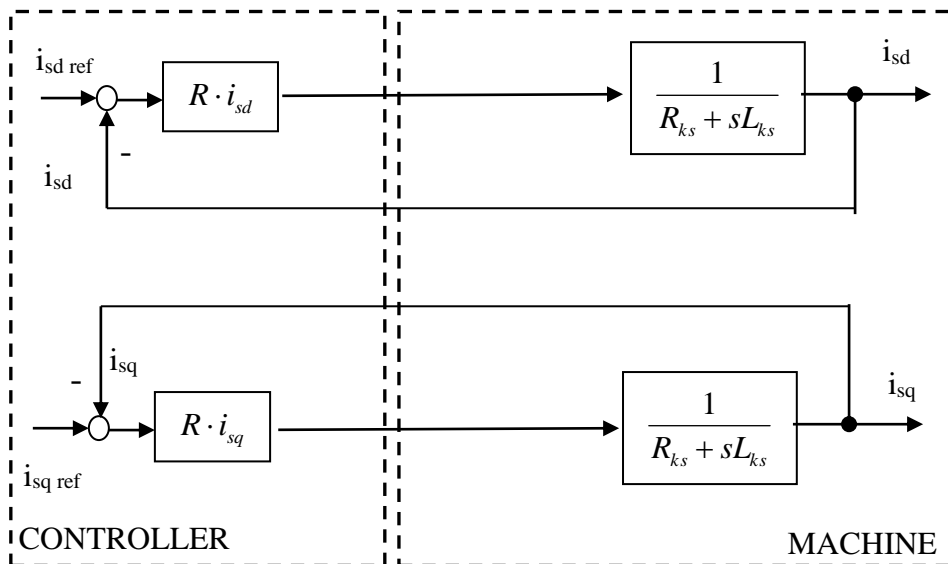 i_sd ref
R · i_sd
1
R_ks + sL_ks
i_sd
-
i_sd
i_sq
-
R · i_sq
1
R_ks + sL_ks
i_sq
i_sq ref
CONTROLLER
MACHINE